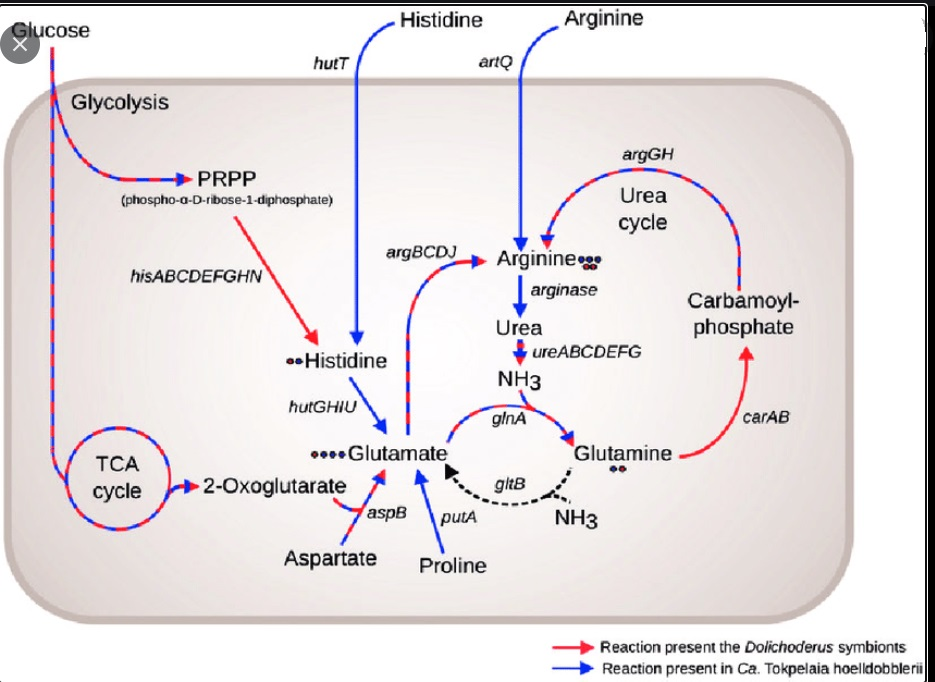 Glucose
Histidine
Arginine
hutT
artQ
Glycolysis
argGH
PRPP
(phospho-α-D-ribose-1-diphosphate)
Urea
cycle
argBCDJ
Arginine
hisABCDEFGHN
arginase
Carbamoyl-
phosphate
Urea
ureABCDEFG
Histidine
NH3
hutGHIU
glnA
carAB
Glutamate
Glutamine
TCA
cycle
2-Oxoglutarate
gltB
aspB
putA
NH3
Aspartate
Proline
Reaction present the Dolichoderus symbionts
Reaction present in Ca. Tokpelaia hoelldobblerii